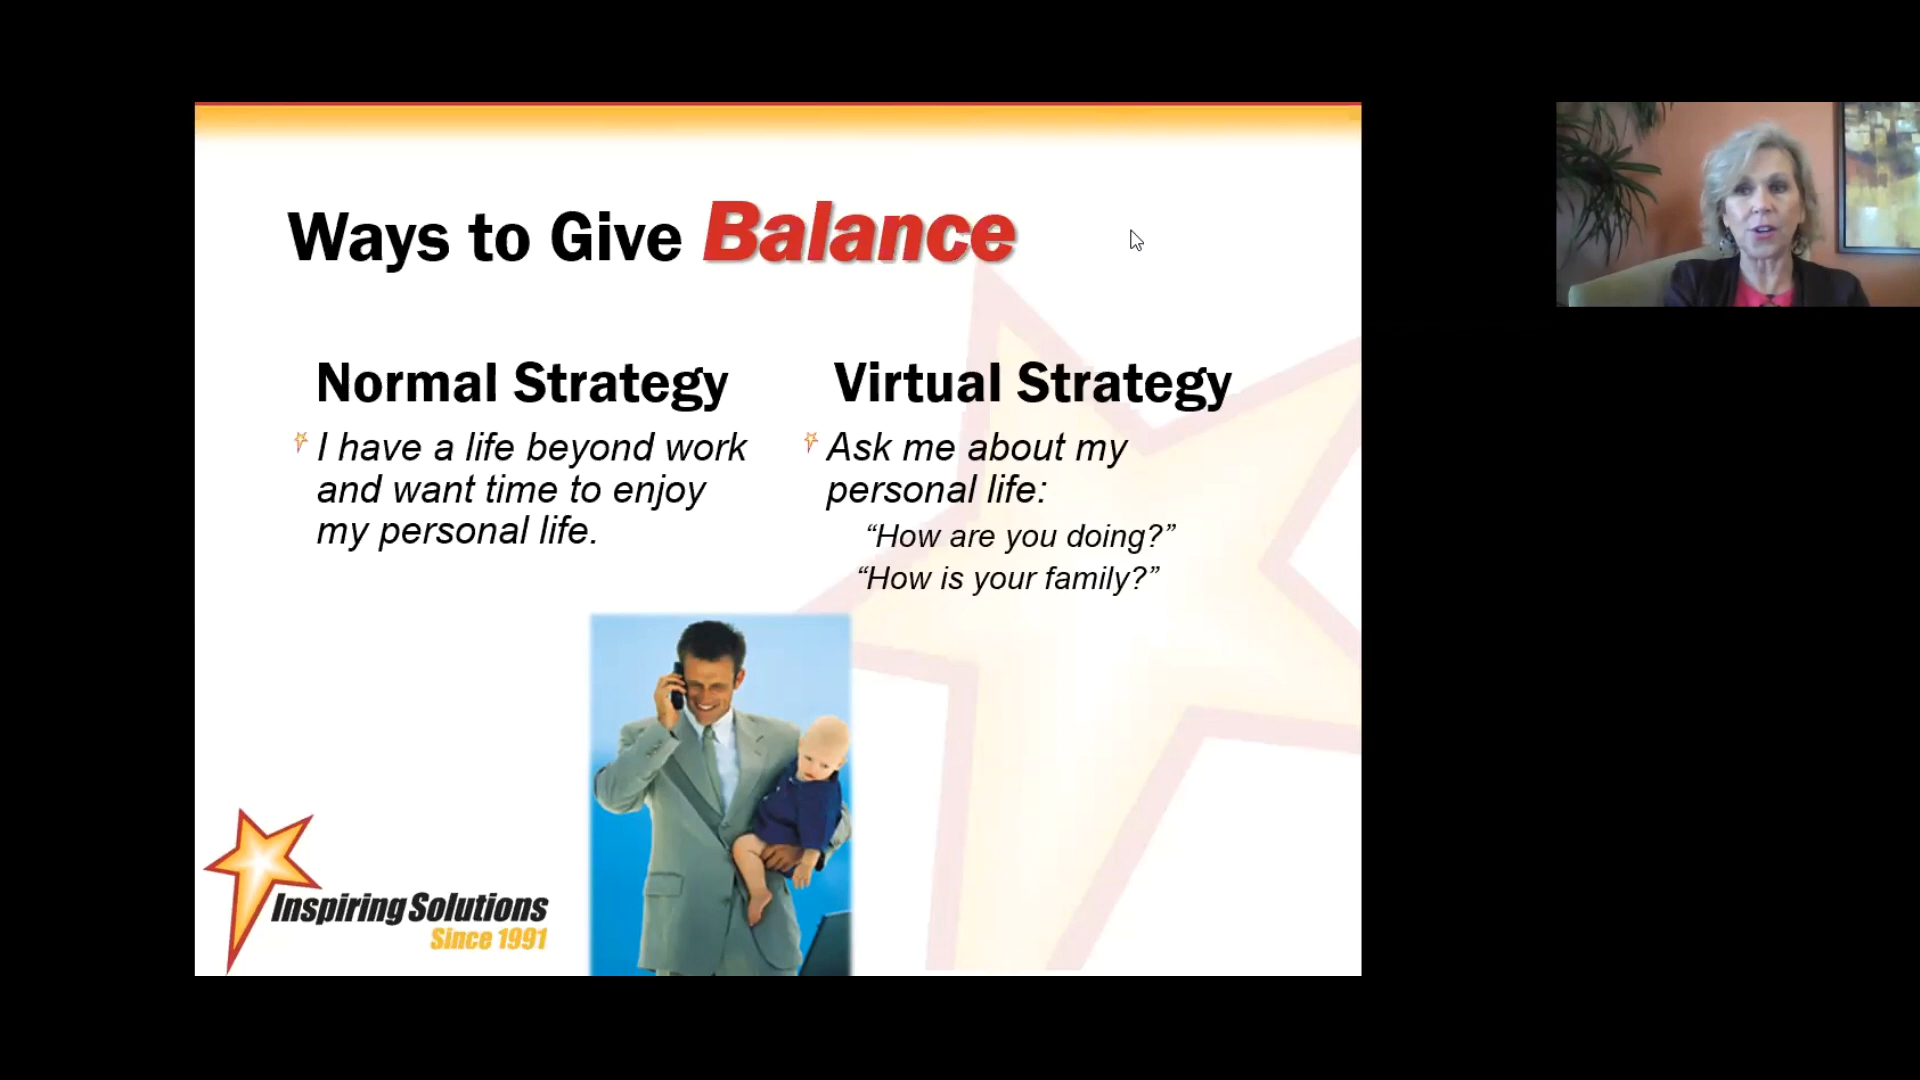 Ways to Give Balance
Normal Strategy
I have a life beyond work
and want time to enjoy
my personal life.
Virtual Strategy
Ask me about my
personal life:
“How are you doing?”
“How is your family?”
Inspiring Solutions
Since 1991